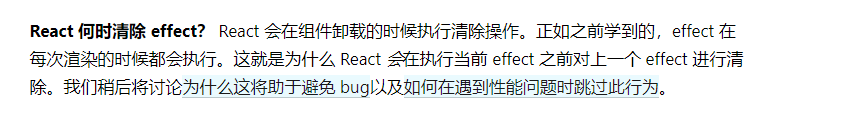 React 何时清除 effect? React 会在组件卸载的时候执行清除操作。正如之前学到的，effect 在
每次渲染的时候都会执行。这就是为什么 React 会在执行当前 effect 之前对上一个 effect 进行清
除。我们稍后将讨论为什么这将助于避免 bug以及如何在遇到性能问题时跳过此行为。